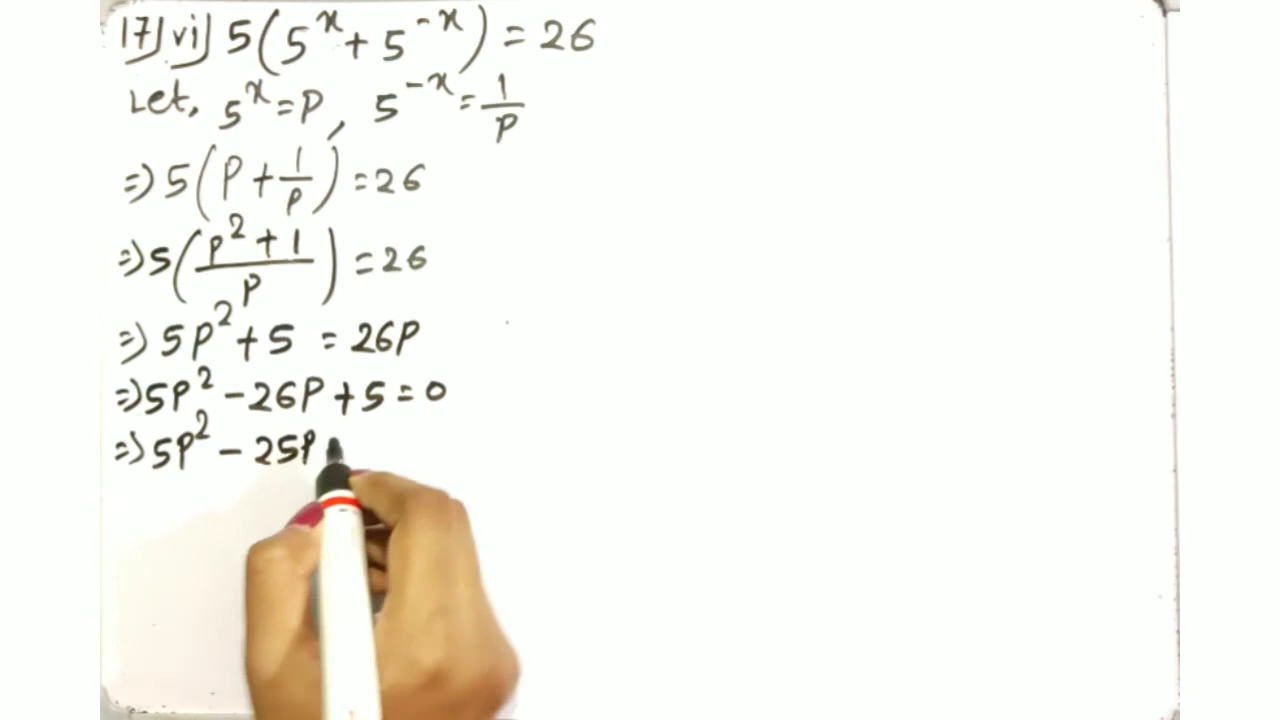 17) vi) 5(5^x + 5^-x) = 26
Let, 5^x = P, 5^-x = 1/P
=> 5(P + 1/P) = 26
=> 5((P^2 + 1)/P) = 26
=> 5P^2 + 5 = 26P
=> 5P^2 - 26P + 5 = 0
=> 5P^2 - 25P